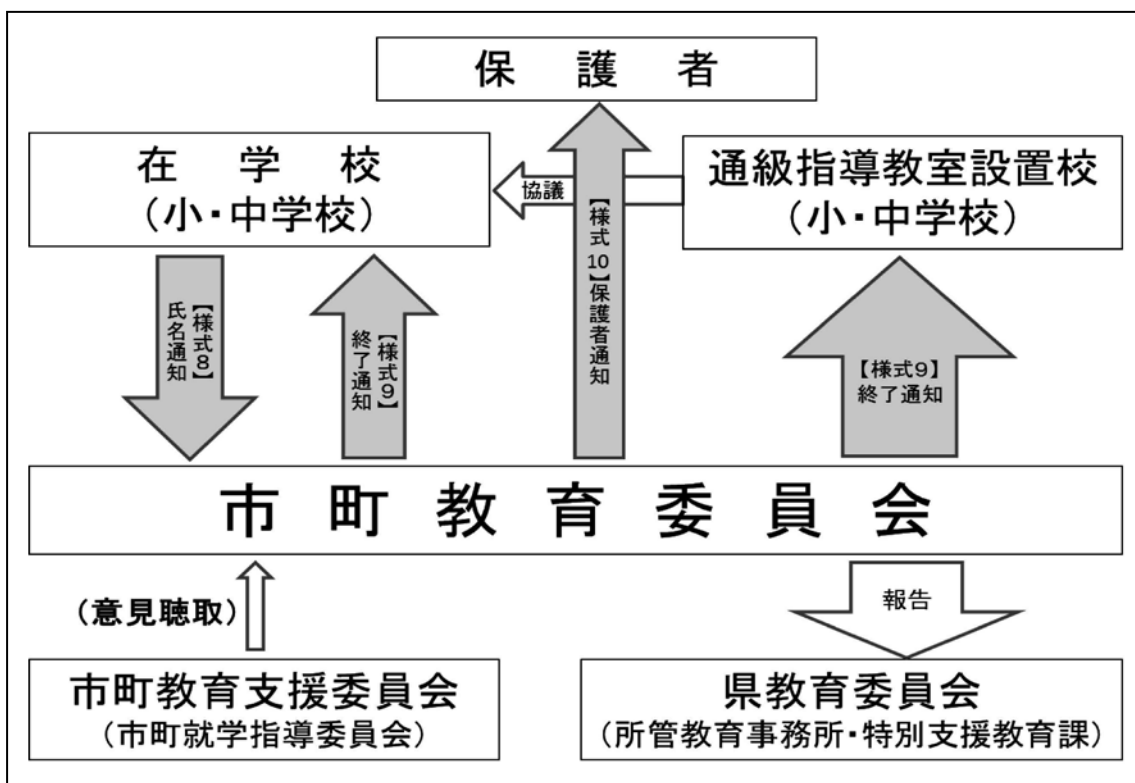 保護者
在学校
（小・中学校）
協議
通級指導教室設置校
（小・中学校）
【様式８】
氏名通知
【様式９】
終了通知
【様式10】保護者通知
【様式９】
終了通知
市町教育委員会
（意見聴取）
報告
市町教育支援委員会
（市町就学指導委員会）
県教育委員会
（所管教育事務所・特別支援教育課）